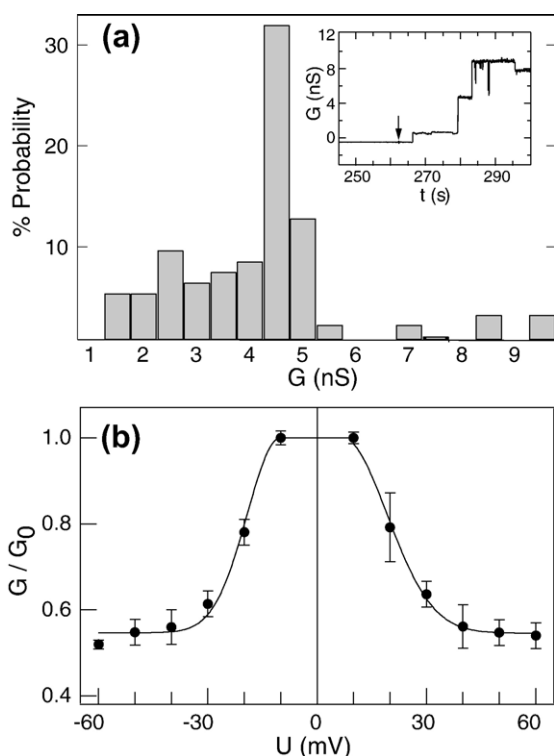 (a)
% Probability
30
20
10
1 2 3 4 5 6 7 8 9
G (nS)
G (nS)
12
8
4
0
250 270 290
t (s)
(b)
G / G0
1.0
0.8
0.6
0.4
-60 -30 0 30 60
U (mV)